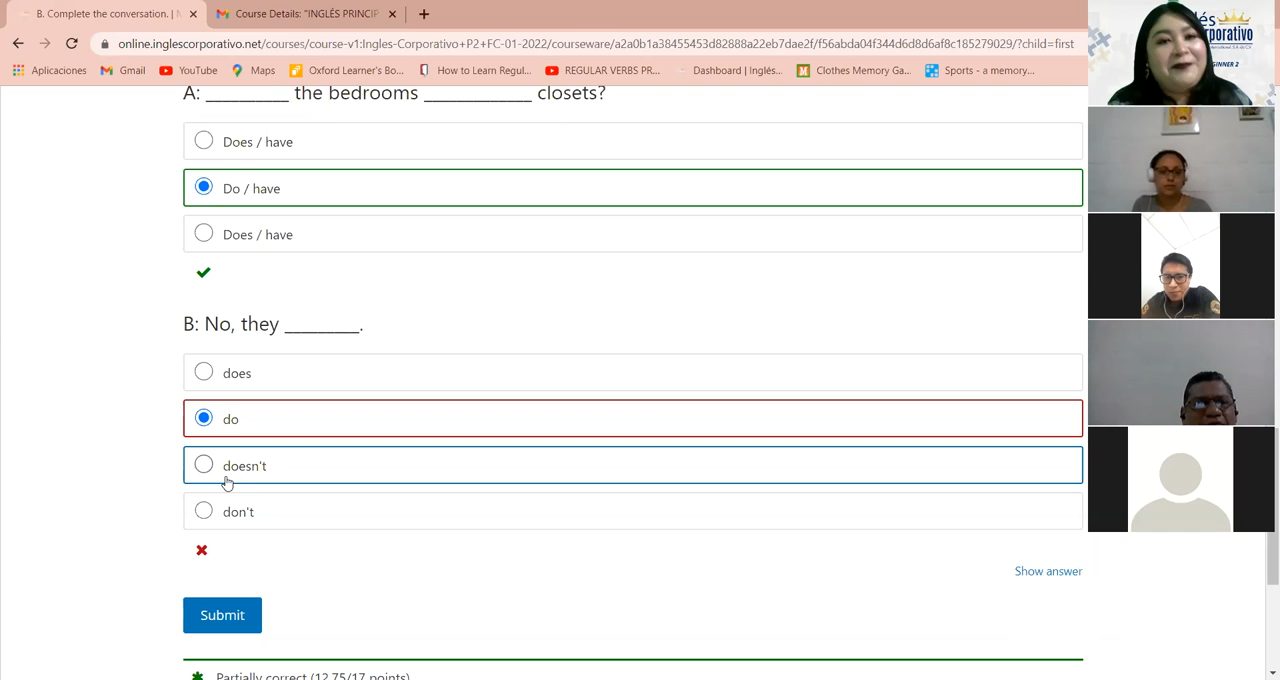 B. Complete the conversation. |
Course Details: "INGLÉS PRINCIP
online.inglescorporativo.net/courses/course-v1:Ingles-Corporativo+P2+FC-01-2022/courseware/a2a0b1a38455453d82888a22eb7dae2f/f56abda04f344d6d8d6af8c185279029/?child=first
Aplicaciones Gmail YouTube Maps Oxford Learner's Bo... How to Learn Regul... REGULAR VERBS PR... Dashboard | Inglés... Clothes Memory Ga... Sports - a memory...
A: __________ the bedrooms _____________ closets?
Does / have
Do / have
Does / have
B: No, they _________.
does
do
doesn't
don't
Show answer
Submit
Partially correct (12.75/17 points)